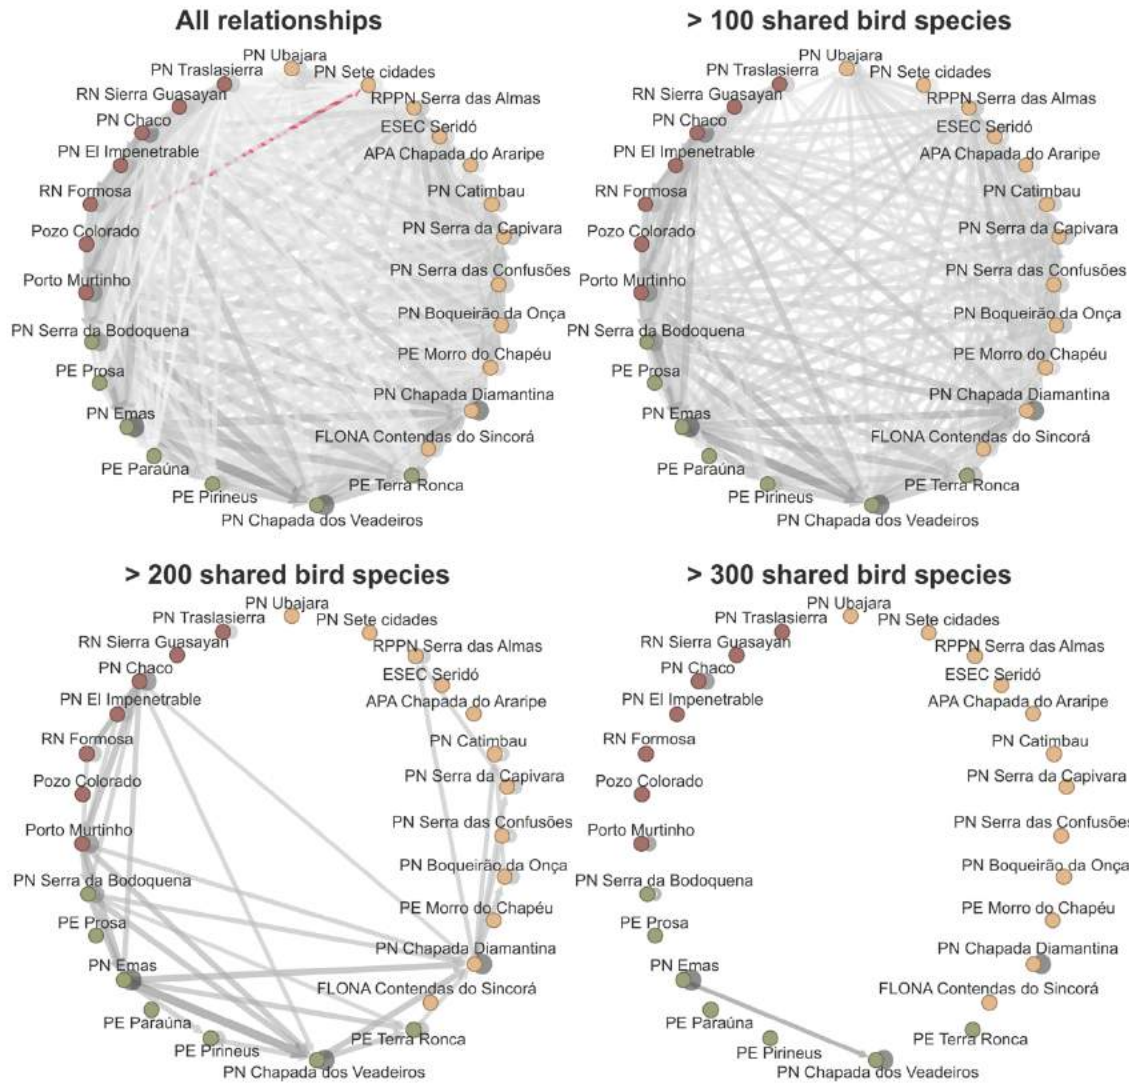 All relationships
PN Ubajara
PN Traslasierra
PN Sete cidades
RN Sierra Guasayan
RPPN Serra das Almas
PN Chaco
ESEC Seridó
PN El Impenetrable
APA Chapada do Araripe
RN Formosa
PN Catimbau
Pozo Colorado
PN Serra da Capivara
Porto Murtinho
PN Serra das Confusões
PN Serra da Bodoquena
PN Boqueirão da Onça
PE Prosa
PE Morro do Chapéu
PN Emas
PN Chapada Diamantina
PE Paraúna
FLONA Contendas do Sincorá
PE Pirineus
PE Terra Ronca
PN Chapada dos Veadeiros
> 100 shared bird species
PN Ubajara
PN Traslasierra
PN Sete cidades
RN Sierra Guasayan
RPPN Serra das Almas
PN Chaco
ESEC Seridó
PN El Impenetrable
APA Chapada do Araripe
RN Formosa
PN Catimbau
Pozo Colorado
PN Serra da Capivara
Porto Murtinho
PN Serra das Confusões
PN Serra da Bodoquena
PN Boqueirão da Onça
PE Prosa
PE Morro do Chapéu
PN Emas
PN Chapada Diamantina
PE Paraúna
FLONA Contendas do Sincorá
PE Pirineus
PE Terra Ronca
PN Chapada dos Veadeiros
> 200 shared bird species
PN Ubajara
PN Traslasierra
PN Sete cidades
RN Sierra Guasayan
RPPN Serra das Almas
PN Chaco
ESEC Seridó
PN El Impenetrable
APA Chapada do Araripe
RN Formosa
PN Catimbau
Pozo Colorado
PN Serra da Capivara
Porto Murtinho
PN Serra das Confusões
PN Serra da Bodoquena
PN Boqueirão da Onça
PE Prosa
PE Morro do Chapéu
PN Emas
PN Chapada Diamantina
PE Paraúna
FLONA Contendas do Sincorá
PE Pirineus
PE Terra Ronca
PN Chapada dos Veadeiros
> 300 shared bird species
PN Ubajara
PN Traslasierra
PN Sete cidades
RN Sierra Guasayan
RPPN Serra das Almas
PN Chaco
ESEC Seridó
PN El Impenetrable
APA Chapada do Araripe
RN Formosa
PN Catimbau
Pozo Colorado
PN Serra da Capivara
Porto Murtinho
PN Serra das Confusões
PN Serra da Bodoquena
PN Boqueirão da Onça
PE Prosa
PE Morro do Chapéu
PN Emas
PN Chapada Diamantina
PE Paraúna
FLONA Contendas do Sincorá
PE Pirineus
PE Terra Ronca
PN Chapada dos Veadeiros